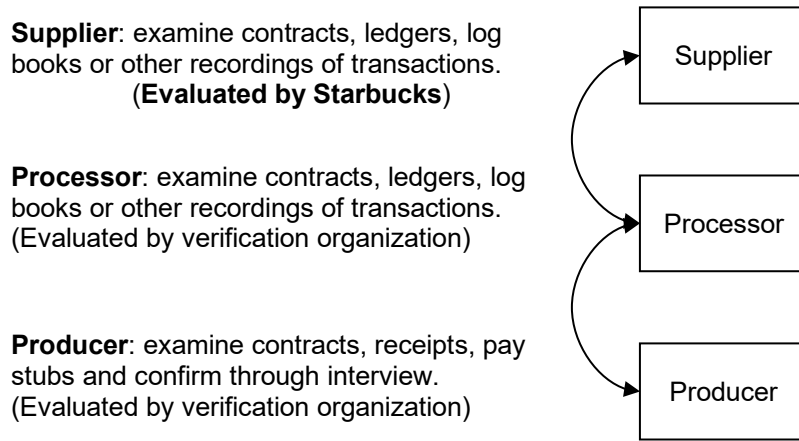 Supplier: examine contracts, ledgers, log
books or other recordings of transactions.
(Evaluated by Starbucks)
Supplier
Processor: examine contracts, ledgers, log
books or other recordings of transactions.
(Evaluated by verification organization)
Processor
Producer: examine contracts, receipts, pay
stubs and confirm through interview.
(Evaluated by verification organization)
Producer